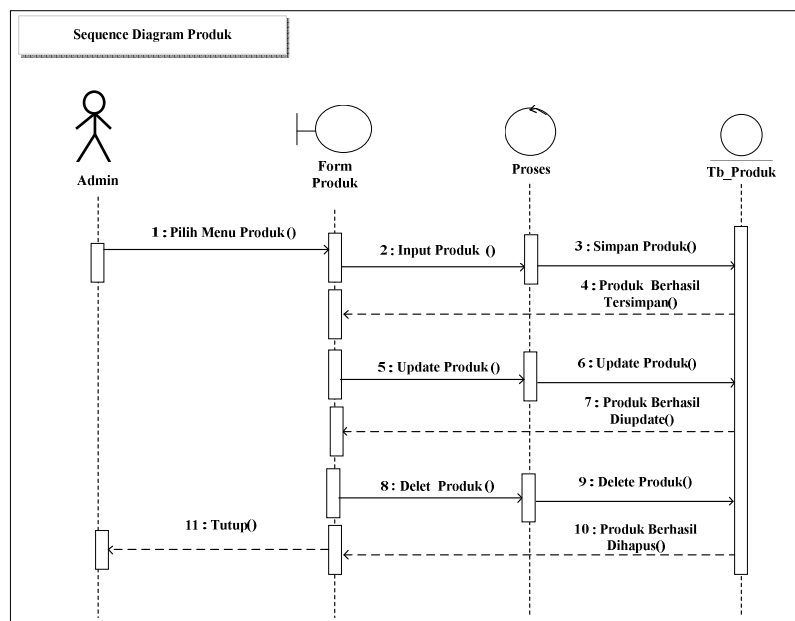 Sequence Diagram Produk
Admin
Form
Produk
Proses
Tb_Produk
1 : Pilih Menu Produk()
2 : Input Produk ()
3 : Simpan Produk()
4 : Produk Berhasil
Tersimpan()
5 : Update Produk()
6 : Update Produk()
7 : Produk Berhasil
Diupdate()
8 : Delet Produk()
9 : Delete Produk()
10 : Produk Berhasil
Dihapus()
11 : Tutup()